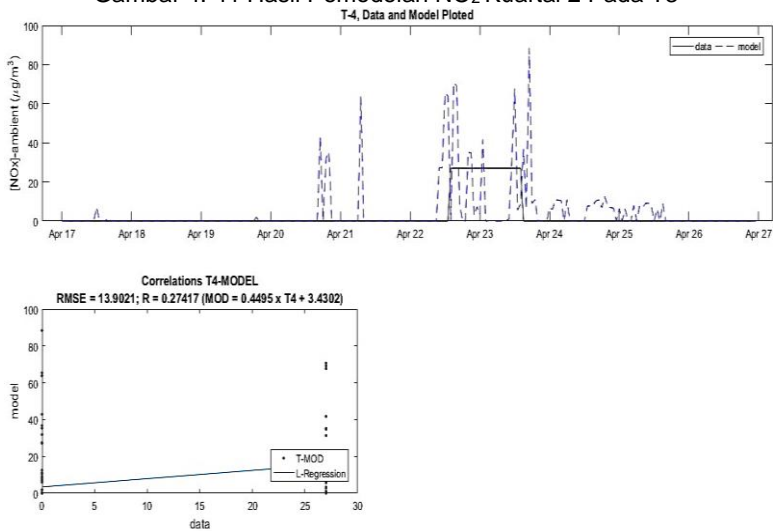 T-4, Data and Model Ploted
100
80
60
40
20
0
[NOx]-ambient (μg/m³)
data model
Apr 17 Apr 18 Apr 19 Apr 20 Apr 21 Apr 22 Apr 23 Apr 24 Apr 25 Apr 26 Apr 27
Correlations T4-MODEL
RMSE = 13.9021; R = 0.27417 (MOD = 0.4495 x T4 + 3.4302)
100
80
60
40
20
0
model
T-MOD
L-Regression
0 5 10 15 20 25 30
data